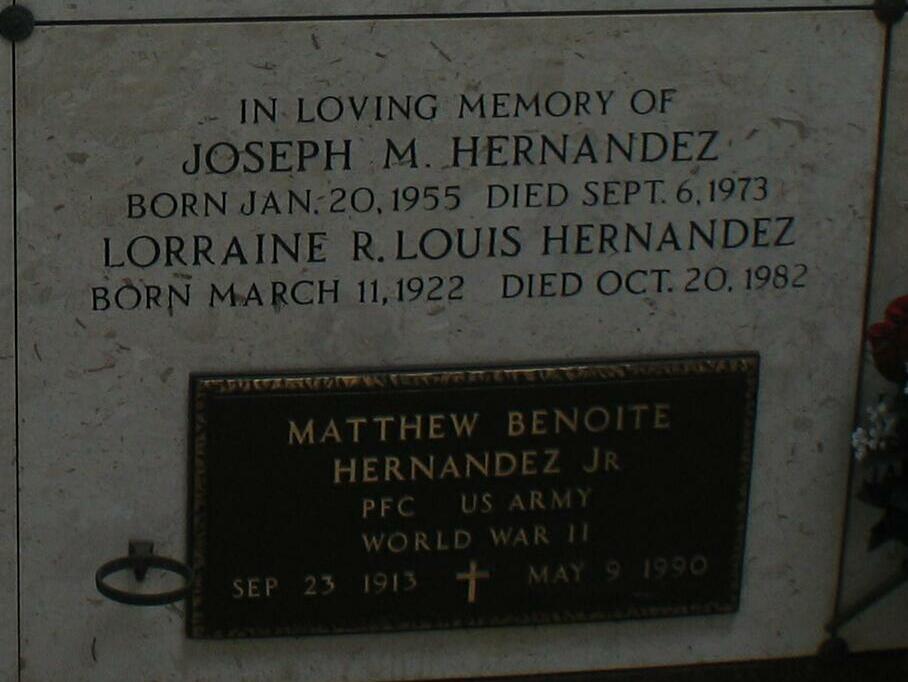 IN LOVING MEMORY OF
JOSEPH M. HERNANDEZ
BORN JAN. 20, 1955 DIED SEPT. 6, 1973
LORRAINE R. LOUIS HERNANDEZ
BORN MARCH 11, 1922 DIED OCT. 20, 1982
MATTHEW BENOITE
HERNANDEZ JR
PFC US ARMY
WORLD WAR II
SEP 23 1913 MAY 9 1990